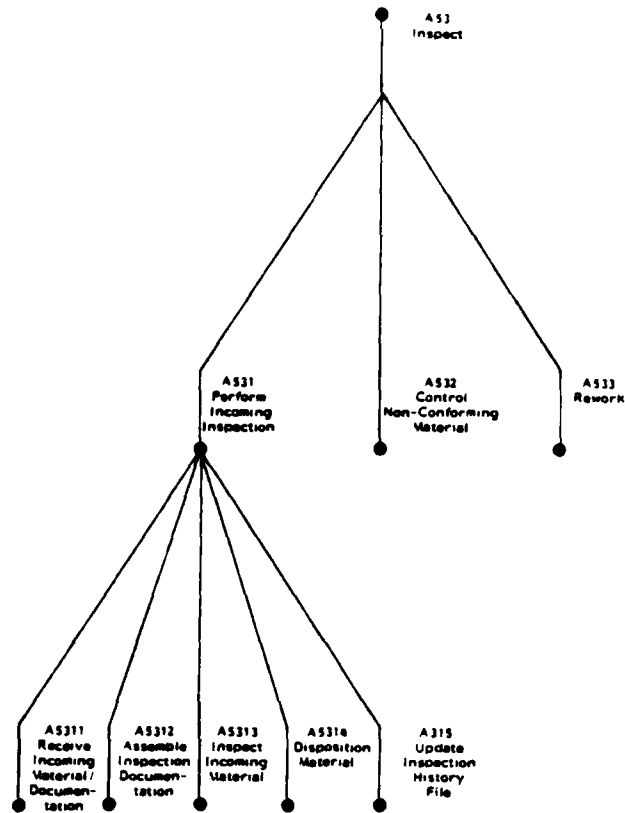 A53
Inspect
A531
Perform
Incoming
Inspection
A532
Control
Non-Conforming
Material
A533
Rework
A5311
Receive
Incoming
Material/
Documen-
tation
A5312
Assemble
Inspection
Documen-
tation
A5313
Inspect
Incoming
Material
A5314
Disposition
Material
A315
Update
Inspection
History
File